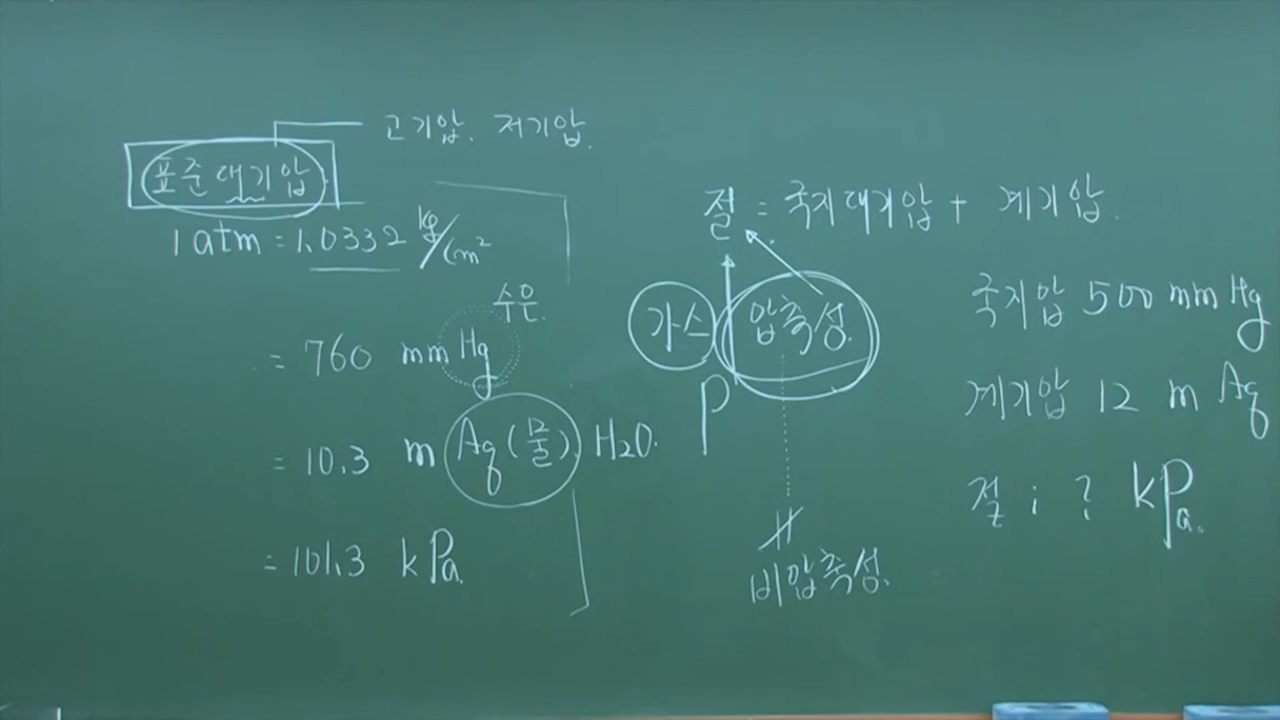 고기압. 저기압.
표준대기압
1 atm = 1.0332 kg/cm²
수은.
= 760 mmHg
= 10.3 m Aq(물). H₂O.
= 101.3 kPa.
절 = 국지대기압 + 계기압.
가스 압축성.
P
비압축성.
국지압 500 mmHg
계기압 12 m Aq
절 ; ? kPa.